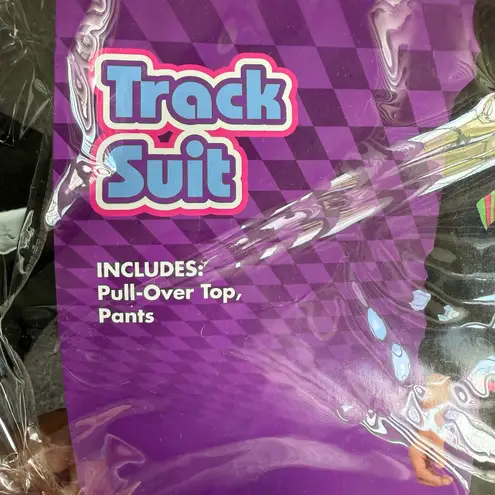 Track
Suit
INCLUDES:
Pull-Over Top,
Pants